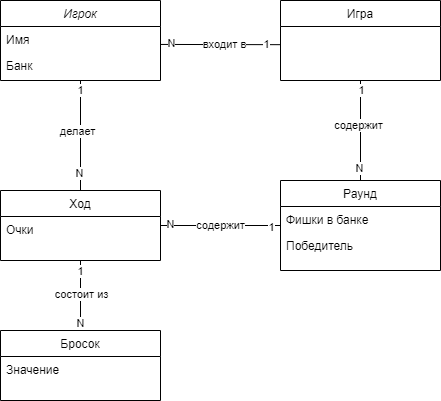 Игрок
Имя
Банк
N входит в 1
Игра
1
делает
N
1
содержит
N
Ход
Очки
N содержит 1
Раунд
Фишки в банке
Победитель
1
состоит из
N
Бросок
Значение